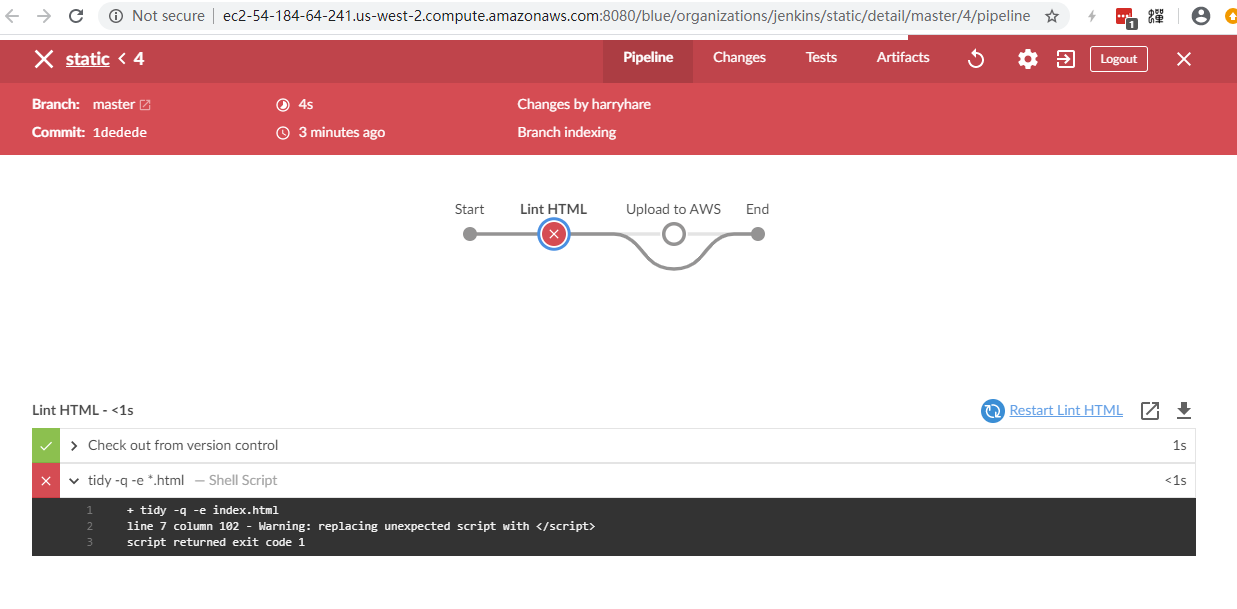 Not secure | ec2-54-184-64-241.us-west-2.compute.amazonaws.com:8080/blue/organizations/jenkins/static/detail/master/4/pipeline
1
static < 4
Pipeline Changes Tests Artifacts Logout
Branch: master 4s Changes by harryhare
Commit: 1dedede 3 minutes ago Branch indexing
Start Lint HTML Upload to AWS End
Lint HTML - <1s Restart Lint HTML
Check out from version control 1s
tidy -q -e *.html — Shell Script <1s
1 + tidy -q -e index.html
2 line 7 column 102 - Warning: replacing unexpected script with </script>
3 script returned exit code 1